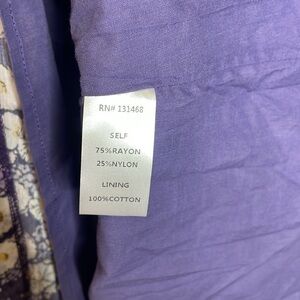 RN# 131468
SELF
75%RAYON
25%NYLON
LINING
100%COTTON